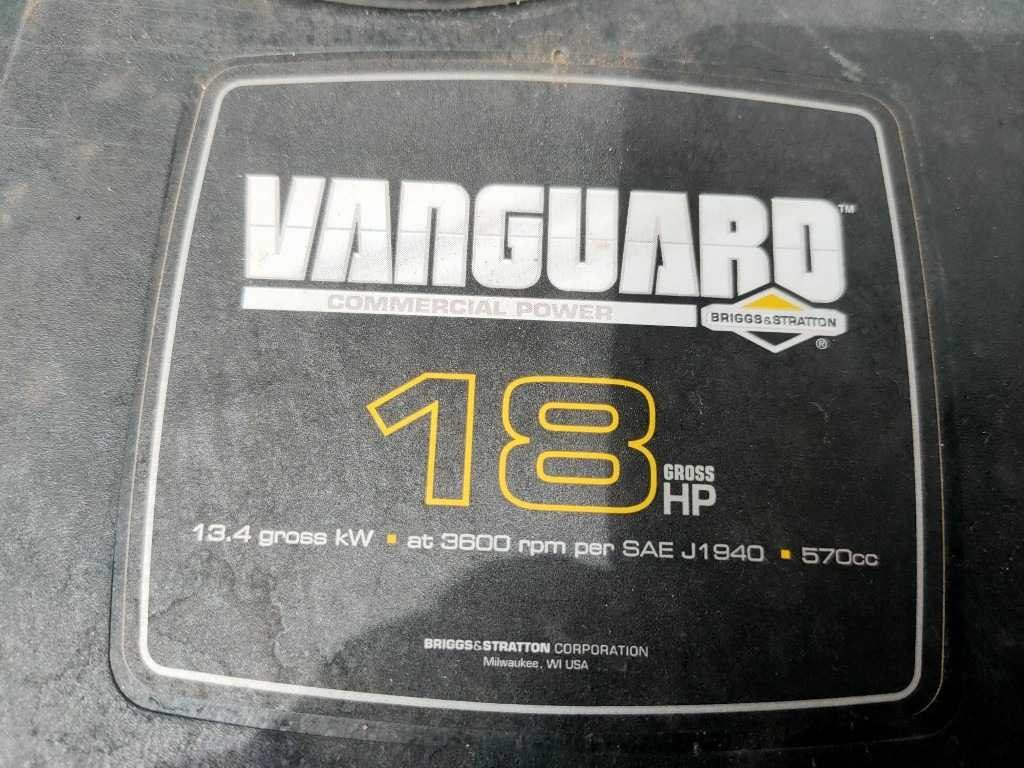 VANGUARD™
COMMERCIAL POWER
BRIGGS&STRATTON®
18 GROSS HP
13.4 gross kW ▪ at 3600 rpm per SAE J1940 ▪ 570cc
BRIGGS&STRATTON CORPORATION
Milwaukee, WI USA